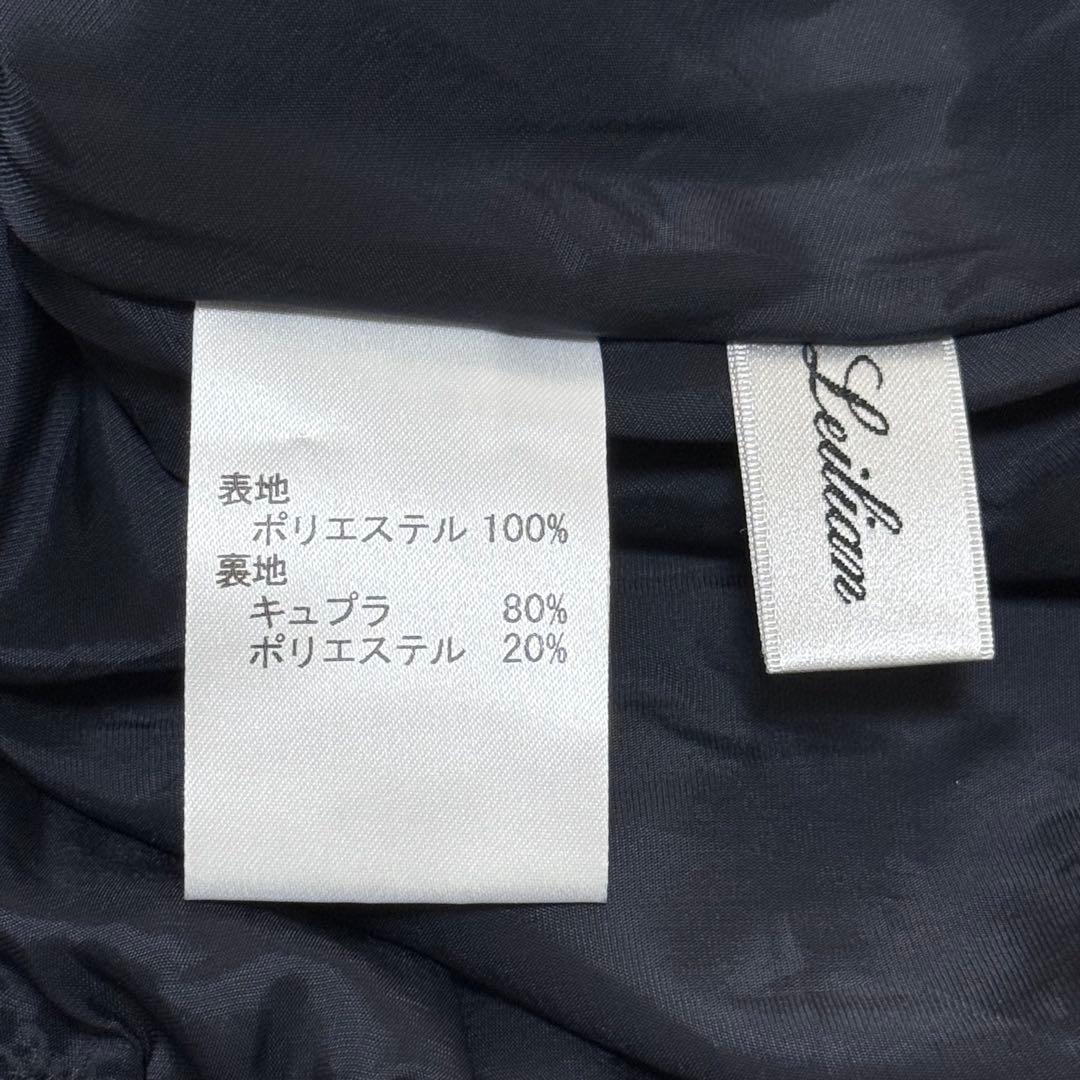 表地
ポリエステル 100%
裏地
キュプラ 80%
ポリエステル 20%
Leilian